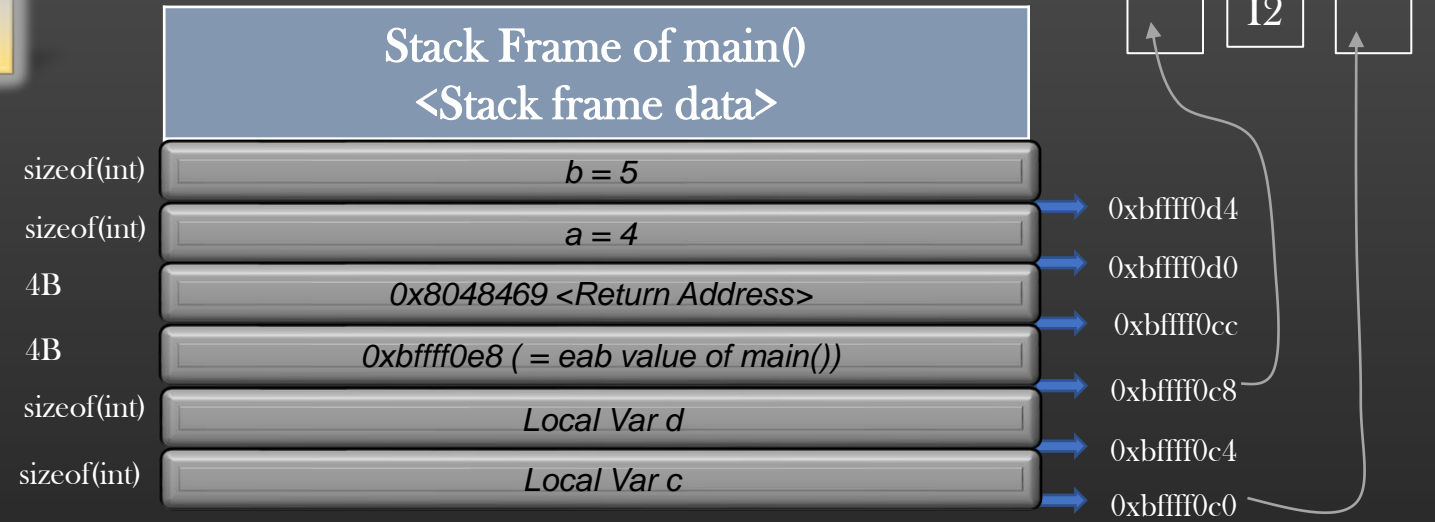 I2
Stack Frame of main()
<Stack frame data>
sizeof(int)
b = 5
0xbffff0d4
sizeof(int)
a = 4
0xbffff0d0
4B
0x8048469 <Return Address>
0xbffff0cc
4B
0xbffff0e8 ( = eab value of main())
0xbffff0c8
sizeof(int)
Local Var d
0xbffff0c4
sizeof(int)
Local Var c
0xbffff0c0